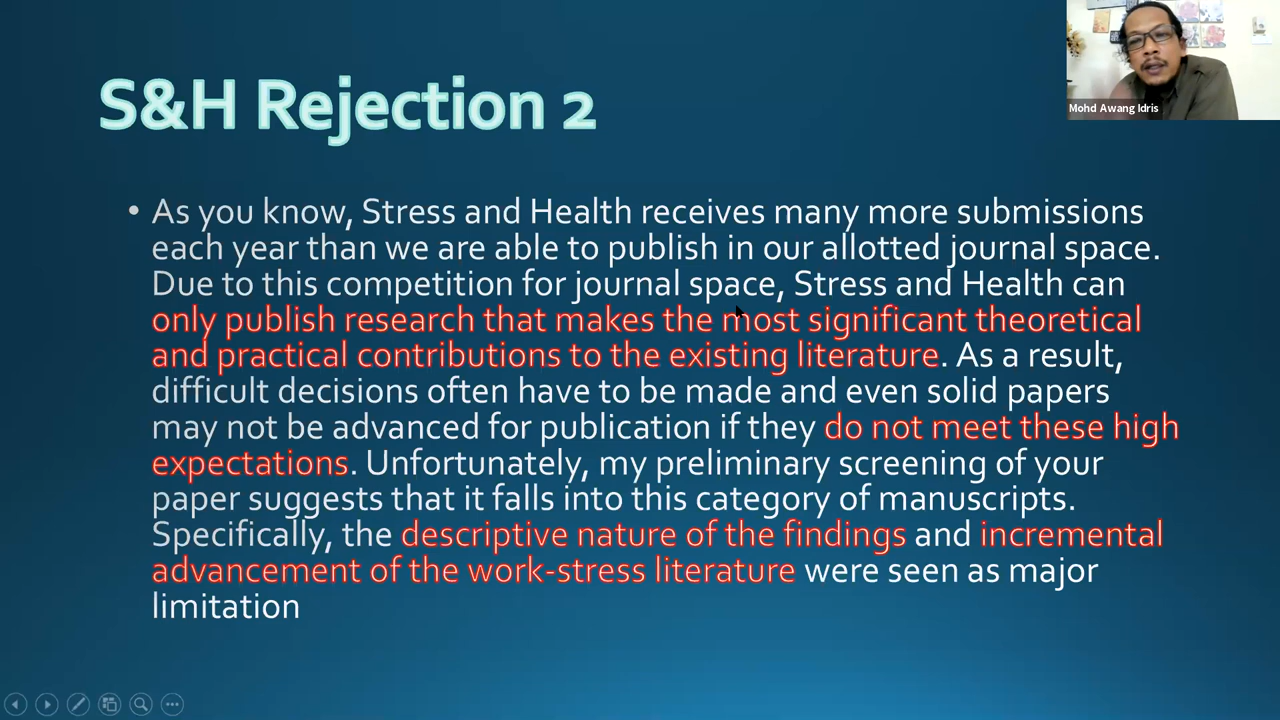 S&H Rejection 2
Mohd Awang Idris
• As you know, Stress and Health receives many more submissions
each year than we are able to publish in our allotted journal space.
Due to this competition for journal space, Stress and Health can
only publish research that makes the most significant theoretical
and practical contributions to the existing literature. As a result,
difficult decisions often have to be made and even solid papers
may not be advanced for publication if they do not meet these high
expectations. Unfortunately, my preliminary screening of your
paper suggests that it falls into this category of manuscripts.
Specifically, the descriptive nature of the findings and incremental
advancement of the work-stress literature were seen as major
limitation